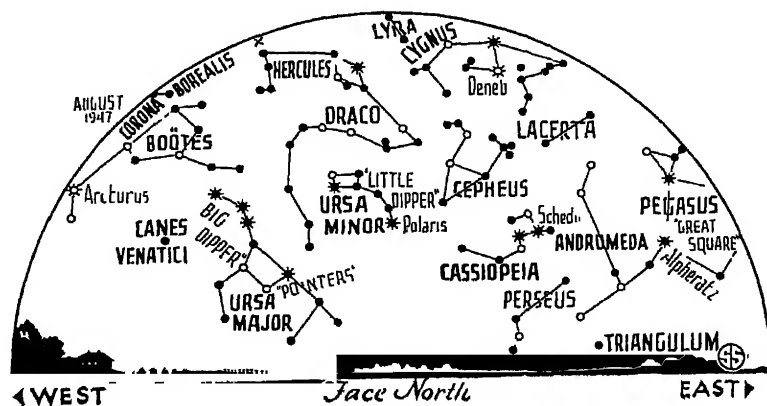 LYRA
CYGNUS
HERCULES
Deneb
CORONA BOREALIS
AUGUST
1947
BOÖTES
DRACO
LACERTA
Arcturus
"LITTLE
DIPPER"
URSA
MINOR
Polaris
CEPHEUS
PEGASUS
"GREAT
SQUARE"
BIG
DIPPER"
CANES
VENATICI
Schedir
ANDROMEDA
Alpheratz
CASSIOPEIA
"POINTERS"
URSA
MAJOR
PERSEUS
TRIANGULUM
WEST
Face North
EAST